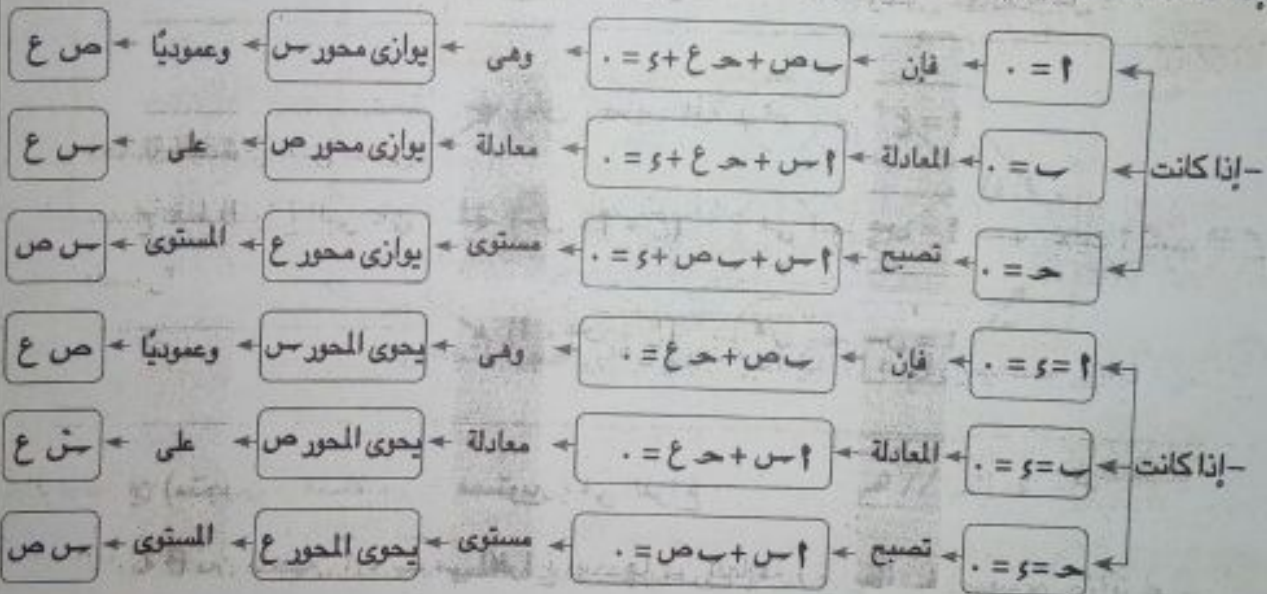 ا = ٠ فإن ب ص + حـ ع + ء = ٠ وهى يوازى محور س وعموديًا ص ع
– إذا كانت ب = ٠ المعادلة ا س + حـ ع + ء = ٠ معادلة يوازى محور ص على س ع
حـ = ٠ تصبح ا س + ب ص + ء = ٠ مستوى يوازى محور ع المستوى س ص
ا = ء = ٠ فإن ب ص + حـ ع = ٠ وهى يحوى المحور س وعموديًا ص ع
– إذا كانت ب = ء = ٠ المعادلة ا س + حـ ع = ٠ معادلة يحوى المحور ص على س ع
حـ = ء = ٠ تصبح ا س + ب ص = ٠ مستوى يحوى المحور ع المستوى س ص